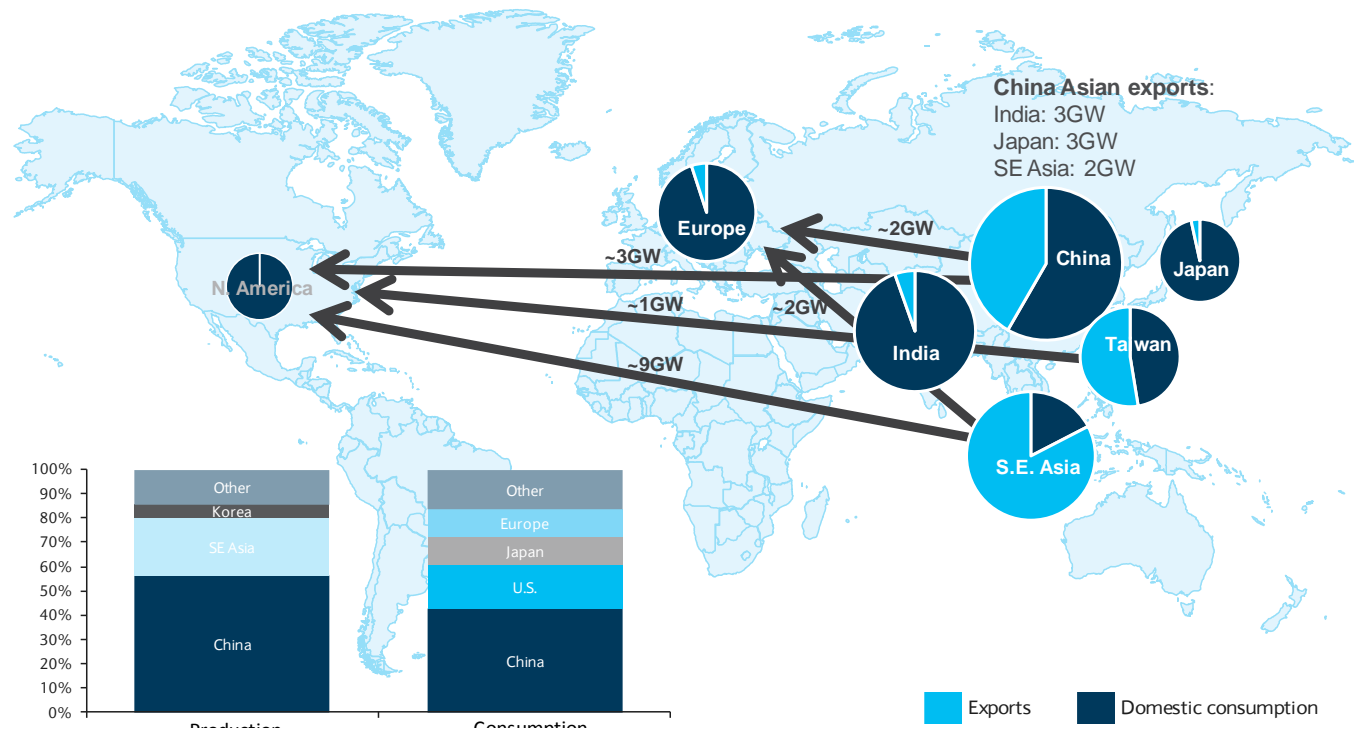 China Asian exports:
India: 3GW
Japan: 3GW
SE Asia: 2GW
Europe
~2GW
China
Japan
~3GW
N. America
~1GW
~2GW
Taiwan
India
~9GW
S.E. Asia
100%
90%
80%
70%
60%
50%
40%
30%
20%
10%
0%
Other
Korea
SE Asia
China
Other
Europe
Japan
U.S.
China
Production
Consumption
Exports
Domestic consumption